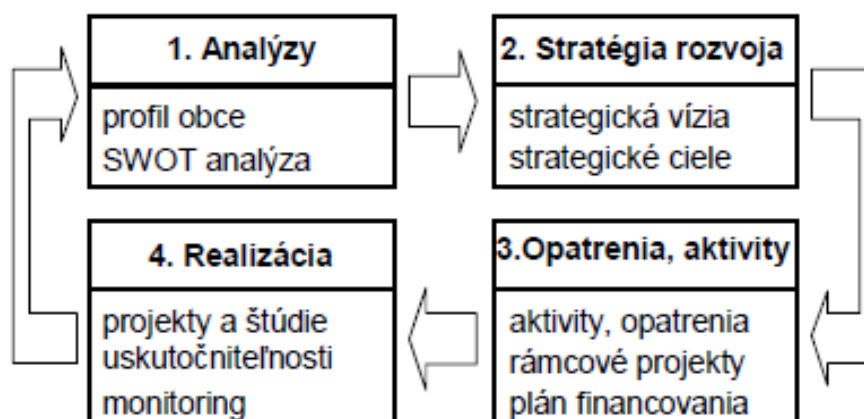 1. Analýzy
profil obce
SWOT analýza
2. Stratégia rozvoja
strategická vízia
strategické ciele
3.Opatrenia, aktivity
aktivity, opatrenia
rámcové projekty
plán financovania
4. Realizácia
projekty a štúdie
uskutočniteľnosti
monitoring